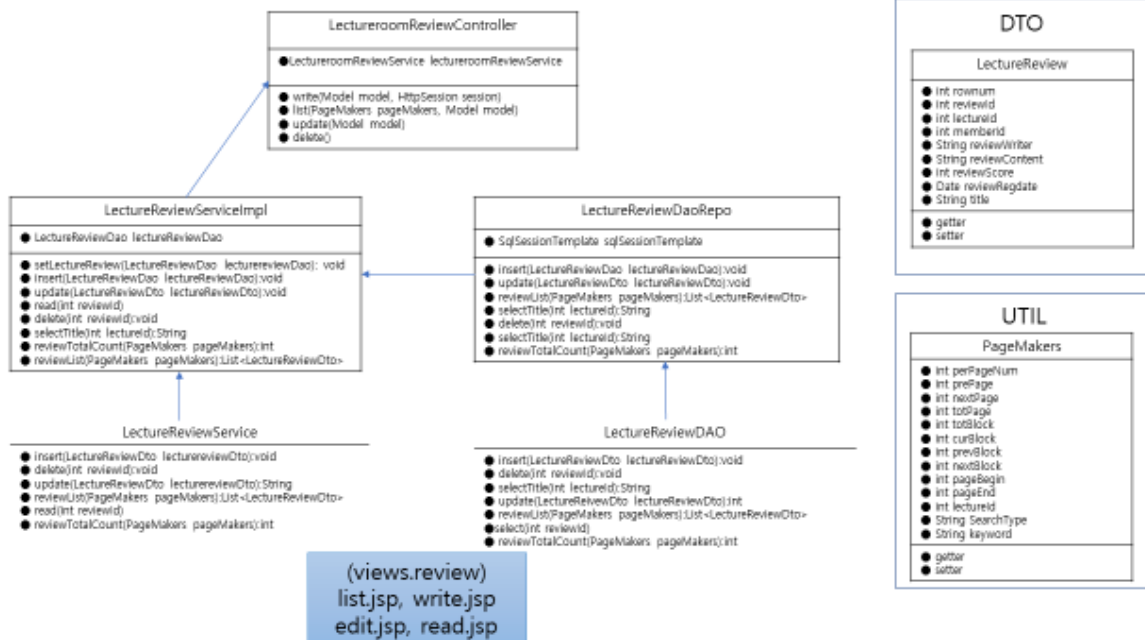 LectureroomReviewController
●LectureroomReviewService lectureroomReviewService
● write(Model model, HttpSession session)
● list(PageMakers pageMakers, Model model)
● update(Model model)
● delete()
LectureReviewServiceImpl
● LectureReviewDao lectureReviewDao
● setLectureReview(LectureReviewDao lecturereviewDao): void
● insert(LectureReviewDao lectureReviewDao):void
● update(LectureReviewDto lectureReviewDto):void
● read(int reviewId)
● delete(int reviewId):void
● selectTitle(int lectureId):String
● reviewTotalCount(PageMakers pageMakers):int
● reviewList(PageMakers pageMakers):List<LectureReviewDto>
LectureReviewDaoRepo
● SqlSessionTemplate sqlSessionTemplate
● insert(LectureReviewDao lectureReviewDao):void
● update(LectureReviewDto lectureReviewDto):void
● reviewList(PageMakers pageMakers):List<LectureReviewDto>
● selectTitle(int lectureId):String
● delete(int reviewId):void
● selectTitle(int lectureId):String
● reviewTotalCount(PageMakers pageMakers):int
LectureReviewService
● insert(LectureReviewDto lecturereviewDto):void
● delete(int reviewId):void
● update(LectureReviewDto lecturereviewDto):String
● reviewList(PageMakers pageMakers):List<LectureReviewDto>
● read(int reviewId)
● reviewTotalCount(PageMakers pageMakers):int
LectureReviewDAO
● insert(LectureReviewDto lectureReviewDto):void
● delete(int reviewId):void
● selectTitle(int lectureId):String
● update(LectureReivewDto lectureReviewDto):int
● reviewList(PageMakers pageMakers):List<LectureReviewDto>
●select(int reviewId)
● reviewTotalCount(PageMakers pageMakers):int
(views.review)
list.jsp, write.jsp
edit.jsp, read.jsp
DTO
LectureReview
● int rownum
● int reviewId
● int lectureId
● int memberId
● String reviewWriter
● String reviewContent
● int reviewScore
● Date reviewRegdate
● String title
● getter
● setter
UTIL
PageMakers
● int perPageNum
● int prePage
● int nextPage
● int totPage
● int totBlock
● int curBlock
● int prevBlock
● int nextBlock
● int pageBegin
● int pageEnd
● int lectureId
● String SearchType
● String keyword
● getter
● setter